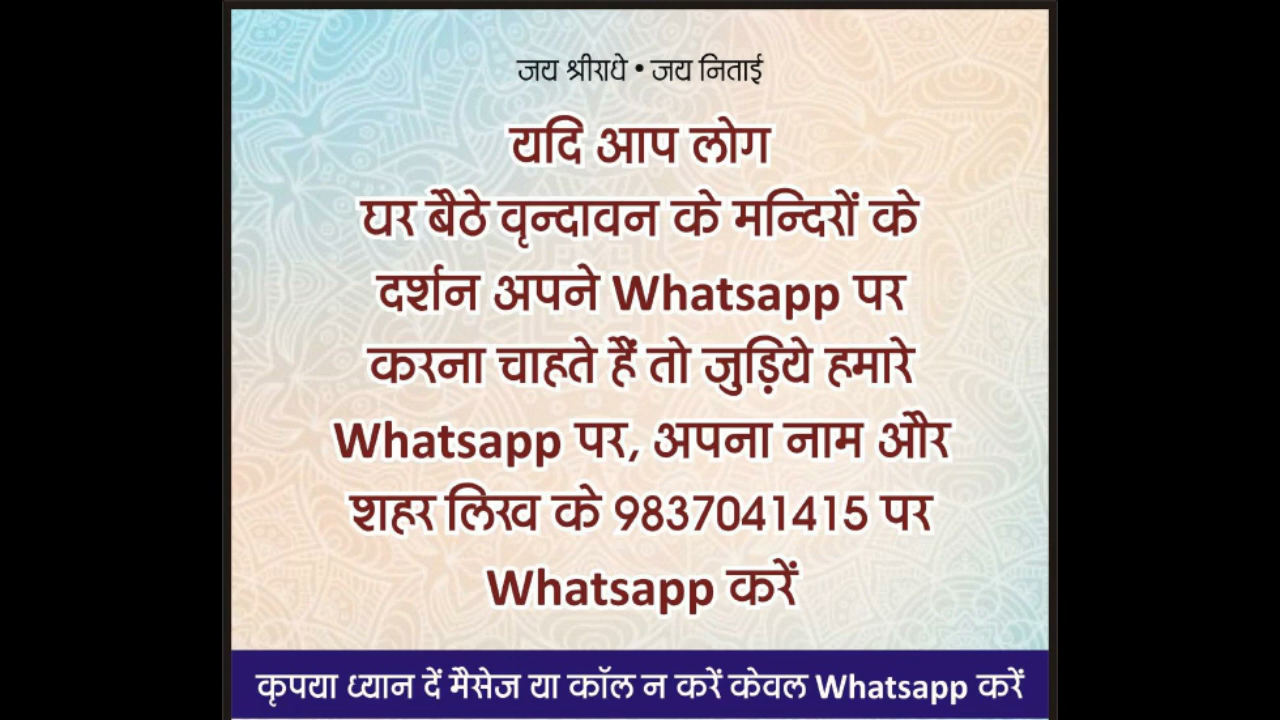 जय श्रीराधे • जय निताई
यदि आप लोग
घर बैठे वृन्दावन के मन्दिरों के
दर्शन अपने Whatsapp पर
करना चाहते हैं तो जुड़िये हमारे
Whatsapp पर, अपना नाम और
शहर लिख के 9837041415 पर
Whatsapp करें
कृपया ध्यान दें मैसेज या कॉल न करें केवल Whatsapp करें